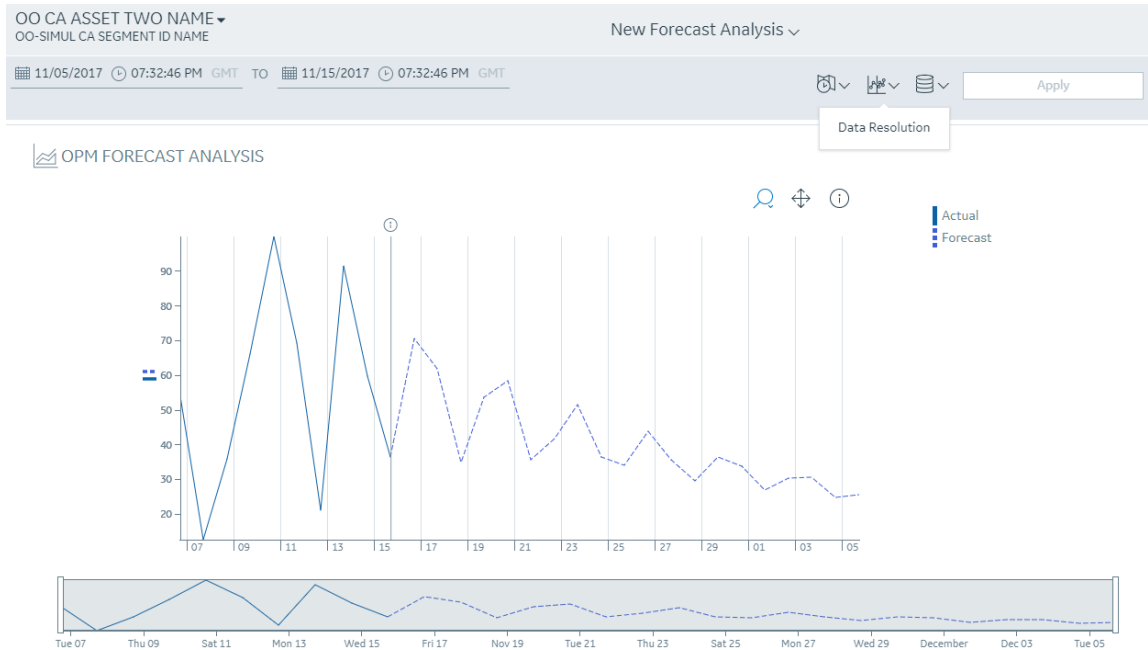 OO CA ASSET TWO NAME
OO-SIMUL CA SEGMENT ID NAME
New Forecast Analysis
11/05/2017 07:32:46 PM GMT TO 11/15/2017 07:32:46 PM GMT
Apply
Data Resolution
OPM FORECAST ANALYSIS
Actual
Forecast
90
80
70
60
50
40
30
20
07 09 11 13 15 17 19 21 23 25 27 29 01 03 05
Tue 07 Thu 09 Sat 11 Mon 13 Wed 15 Fri 17 Nov 19 Tue 21 Thu 23 Sat 25 Mon 27 Wed 29 December Dec 03 Tue 05